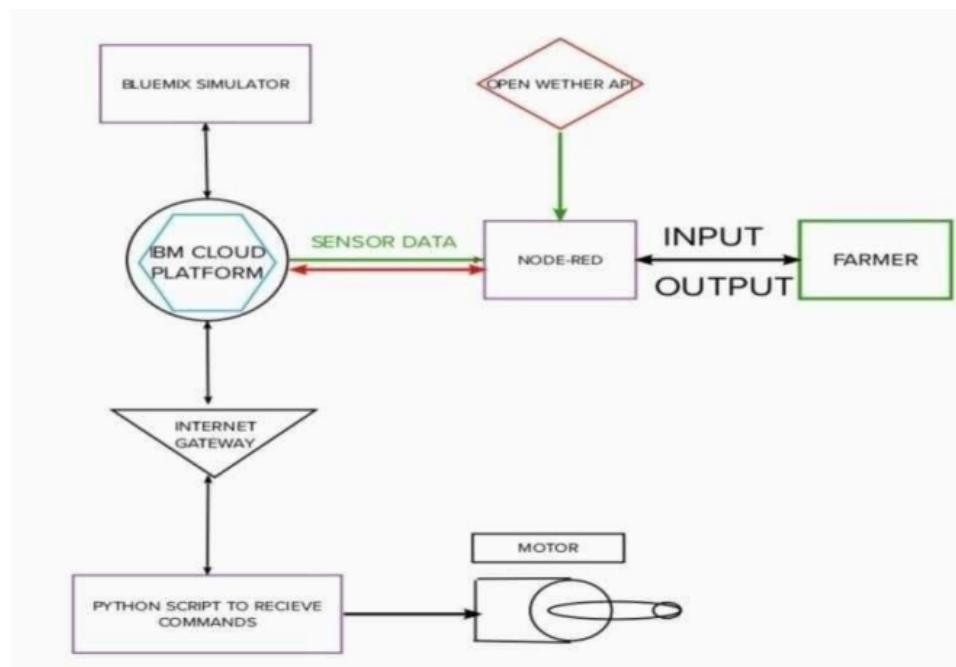 BLUEMIX SIMULATOR
OPEN WETHER API
IBM CLOUD
PLATFORM
SENSOR DATA
NODE-RED
INPUT
OUTPUT
FARMER
INTERNET
GATEWAY
MOTOR
PYTHON SCRIPT TO RECIEVE
COMMANDS